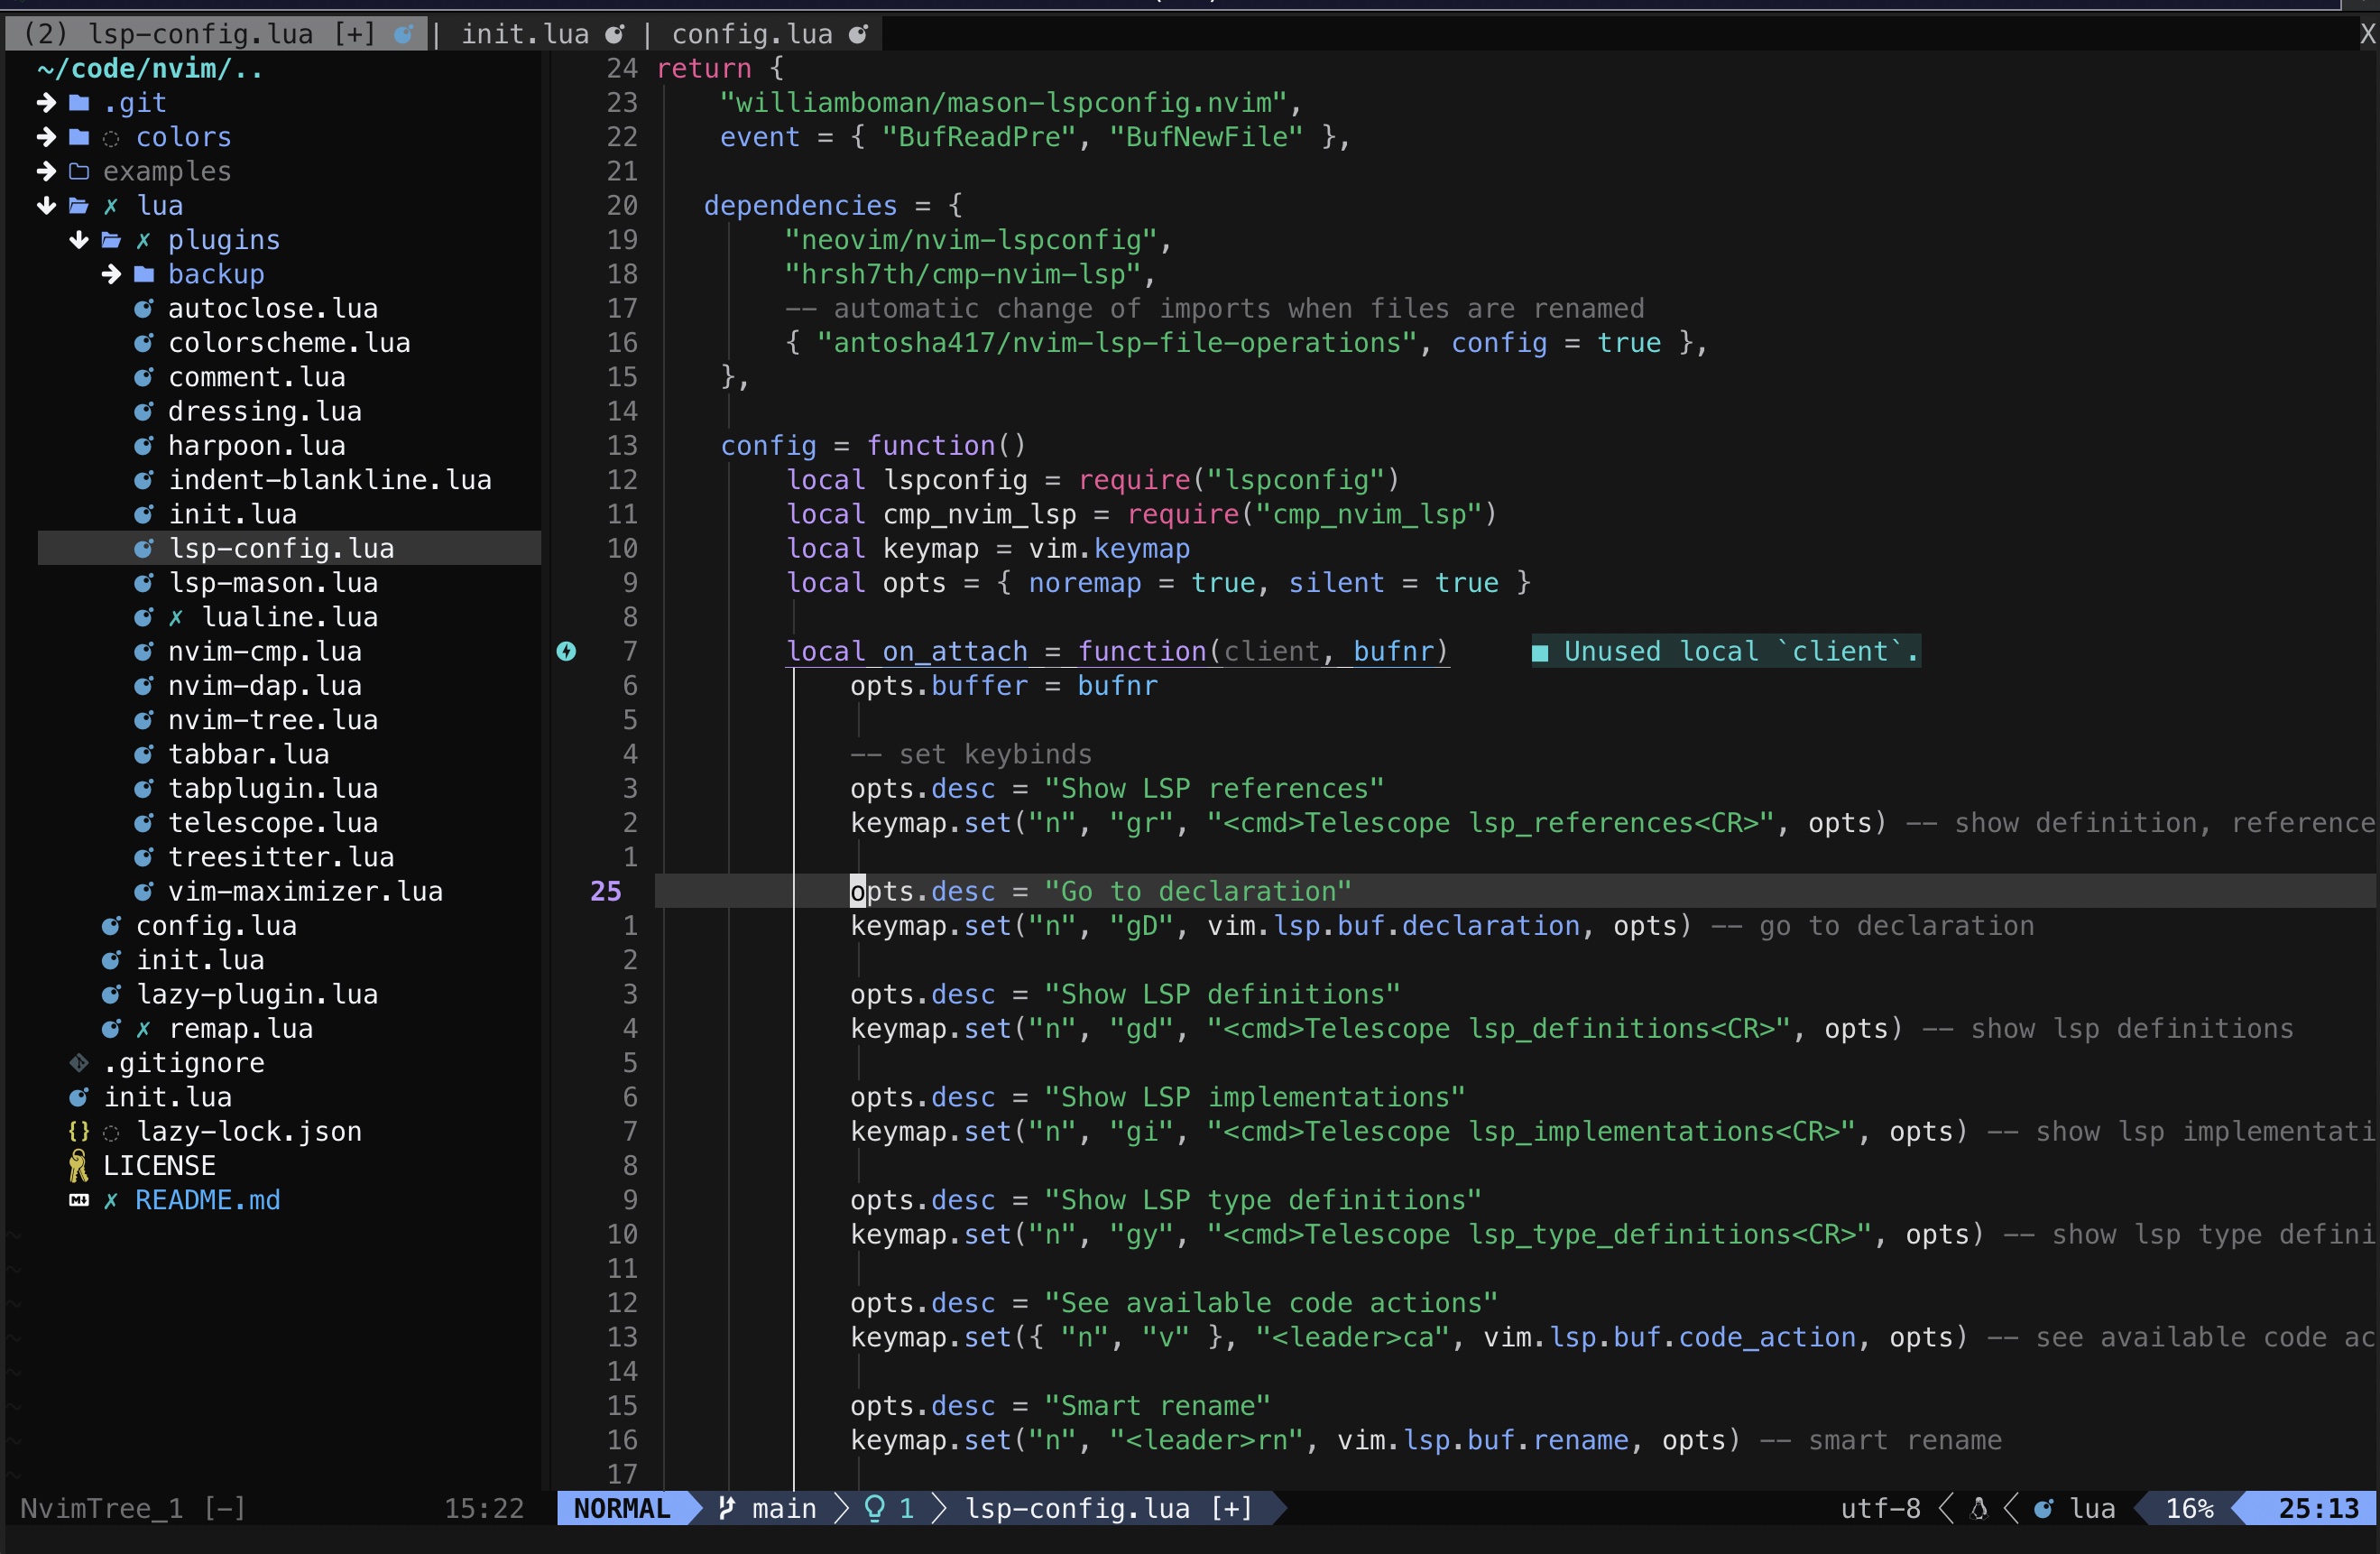 (2) lsp-config.lua [+] | init.lua | config.lua X
~/code/nvim/..
.git
colors
examples
lua
plugins
backup
autoclose.lua
colorscheme.lua
comment.lua
dressing.lua
harpoon.lua
indent-blankline.lua
init.lua
lsp-config.lua
lsp-mason.lua
✗ lualine.lua
nvim-cmp.lua
nvim-dap.lua
nvim-tree.lua
tabbar.lua
tabplugin.lua
telescope.lua
treesitter.lua
vim-maximizer.lua
config.lua
init.lua
lazy-plugin.lua
✗ remap.lua
.gitignore
init.lua
{} lazy-lock.json
LICENSE
✗ README.md
24 return {
23     "williamboman/mason-lspconfig.nvim",
22     event = { "BufReadPre", "BufNewFile" },
21
20    dependencies = {
19         "neovim/nvim-lspconfig",
18         "hrsh7th/cmp-nvim-lsp",
17         -- automatic change of imports when files are renamed
16         { "antosha417/nvim-lsp-file-operations", config = true },
15     },
14
13     config = function()
12         local lspconfig = require("lspconfig")
11         local cmp_nvim_lsp = require("cmp_nvim_lsp")
10         local keymap = vim.keymap
9         local opts = { noremap = true, silent = true }
8
7         local on_attach = function(client, bufnr)     ■ Unused local `client`.
6             opts.buffer = bufnr
5
4             -- set keybinds
3             opts.desc = "Show LSP references"
2             keymap.set("n", "gr", "<cmd>Telescope lsp_references<CR>", opts) -- show definition, reference
1
25             opts.desc = "Go to declaration"
1             keymap.set("n", "gD", vim.lsp.buf.declaration, opts) -- go to declaration
2
3             opts.desc = "Show LSP definitions"
4             keymap.set("n", "gd", "<cmd>Telescope lsp_definitions<CR>", opts) -- show lsp definitions
5
6             opts.desc = "Show LSP implementations"
7             keymap.set("n", "gi", "<cmd>Telescope lsp_implementations<CR>", opts) -- show lsp implementati
8
9             opts.desc = "Show LSP type definitions"
10             keymap.set("n", "gy", "<cmd>Telescope lsp_type_definitions<CR>", opts) -- show lsp type defini
11
12             opts.desc = "See available code actions"
13             keymap.set({ "n", "v" }, "<leader>ca", vim.lsp.buf.code_action, opts) -- see available code ac
14
15             opts.desc = "Smart rename"
16             keymap.set("n", "<leader>rn", vim.lsp.buf.rename, opts) -- smart rename
17
NvimTree_1 [-] 15:22 NORMAL main 1 lsp-config.lua [+] utf-8 lua 16% 25:13